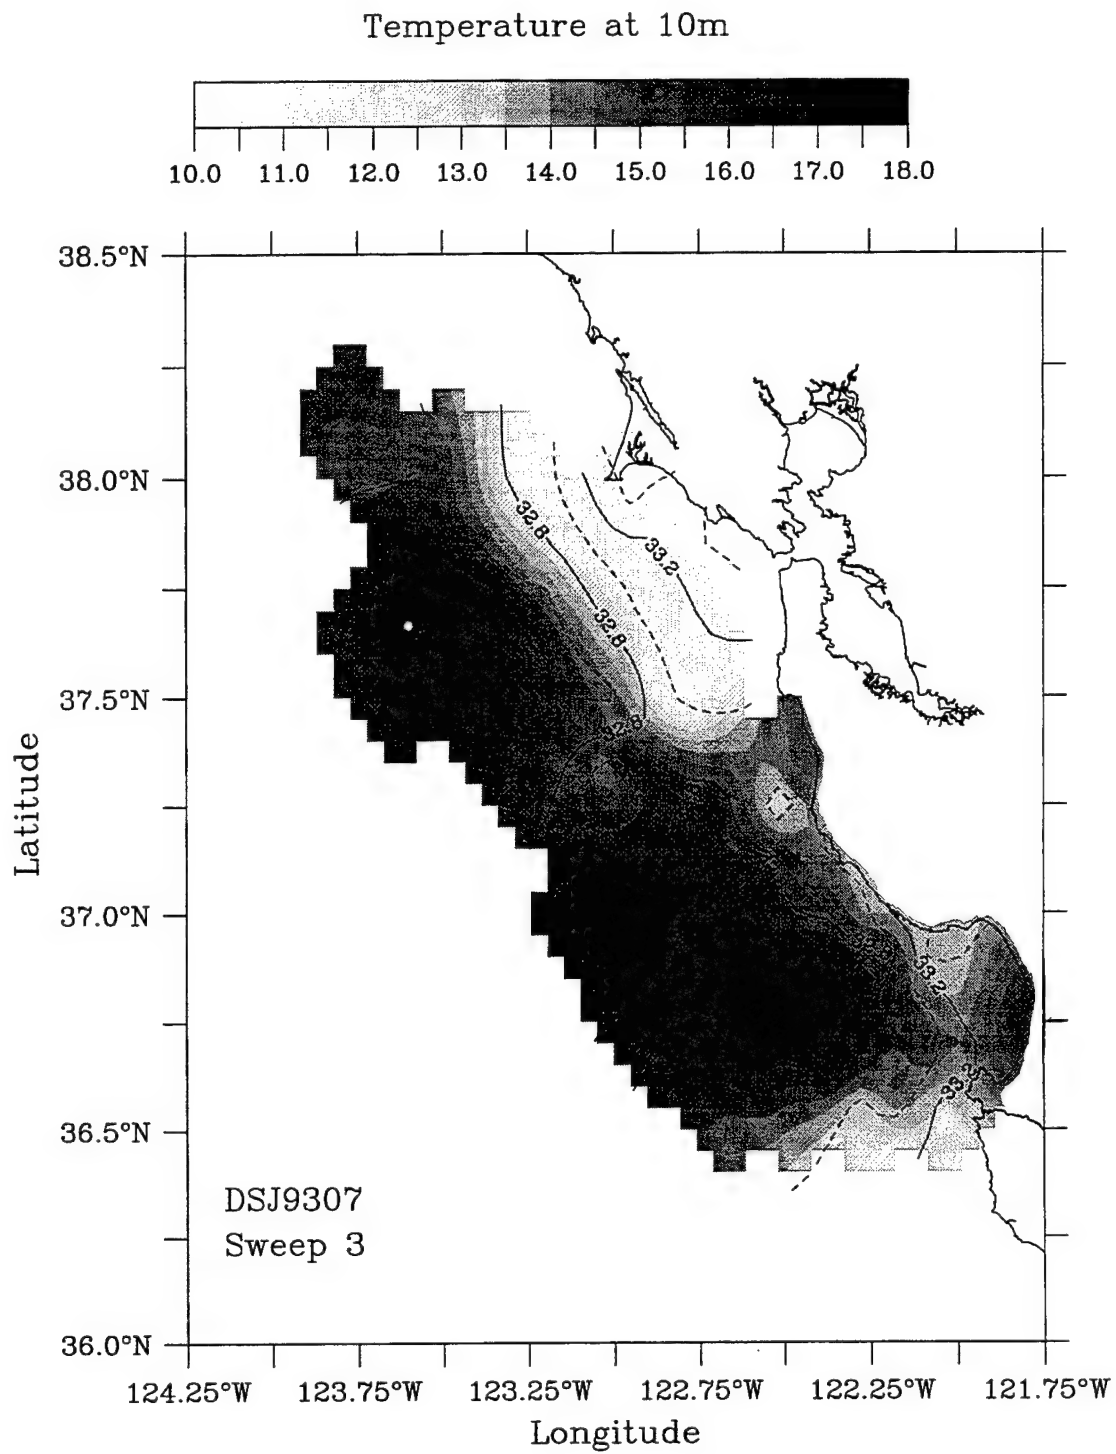 Temperature at 10m
10.0 11.0 12.0 13.0 14.0 15.0 16.0 17.0 18.0
38.5°N
38.0°N
32.8
33.2
32.8
37.5°N
32.8
Latitude
37.0°N
33.2
33.2
36.5°N
DSJ9307
Sweep 3
36.0°N
124.25°W 123.75°W 123.25°W 122.75°W 122.25°W 121.75°W
Longitude